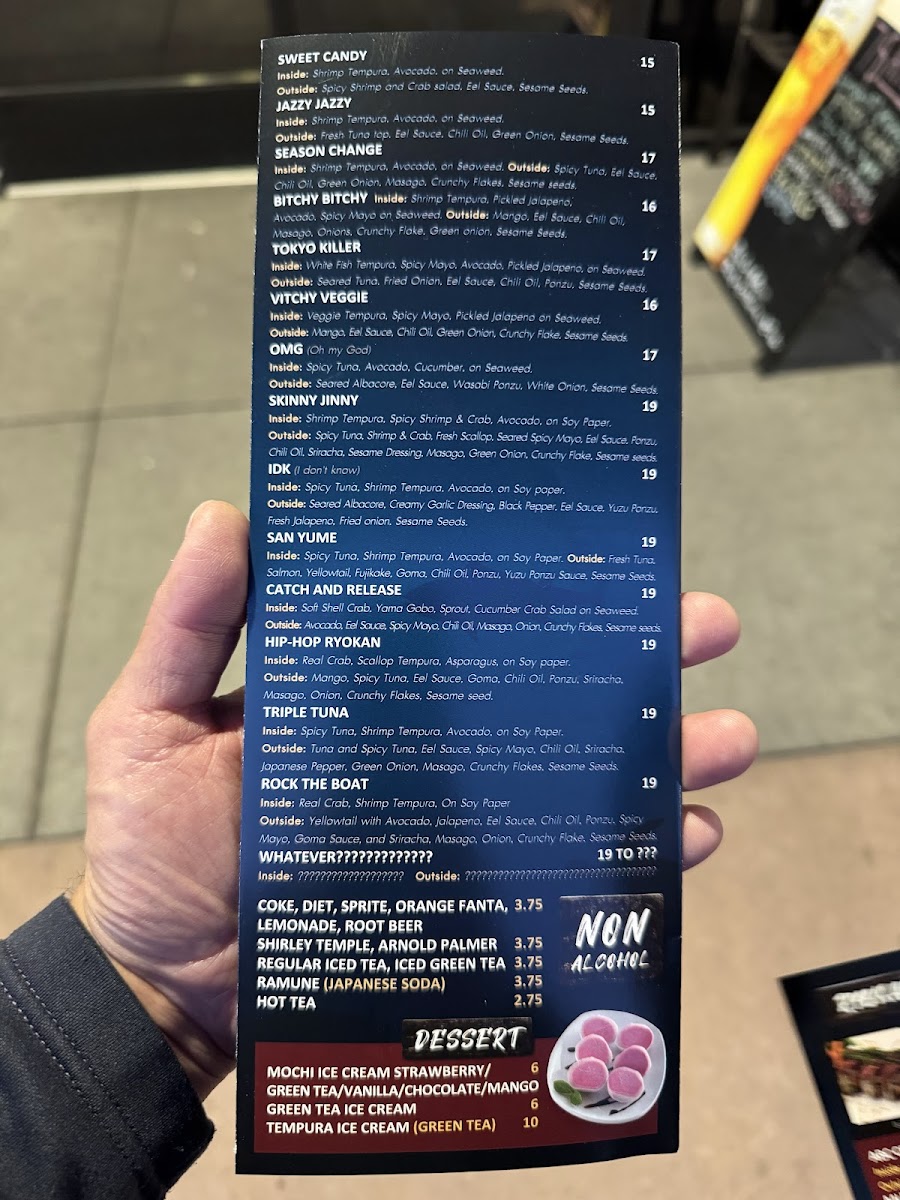 SWEET CANDY 15
Inside: Shrimp Tempura, Avocado, on Seaweed.
Outside: Spicy Shrimp and Crab salad, Eel Sauce, Sesame Seeds.
JAZZY JAZZY 15
Inside: Shrimp Tempura, Avocado, on Seaweed.
Outside: Fresh Tuna top, Eel Sauce, Chili Oil, Green Onion, Sesame Seeds.
SEASON CHANGE 17
Inside: Shrimp Tempura, Avocado, on Seaweed. Outside: Spicy Tuna, Eel Sauce,
Chili Oil, Green Onion, Masago, Crunchy Flakes, Sesame seeds.
BITCHY BITCHY Inside: Shrimp Tempura, Pickled Jalapeno, 16
Avocado, Spicy Mayo on Seaweed. Outside: Mango, Eel Sauce, Chili Oil,
Masago, Onions, Crunchy Flake, Green onion, Sesame Seeds.
TOKYO KILLER 17
Inside: White Fish Tempura, Spicy Mayo, Avocado, Pickled jalapeno, on Seaweed.
Outside: Seared Tuna, Fried Onion, Eel Sauce, Chili Oil, Ponzu, Sesame Seeds.
VITCHY VEGGIE 16
Inside: Veggie Tempura, Spicy Mayo, Pickled Jalapeno on Seaweed.
Outside: Mango, Eel Sauce, Chili Oil, Green Onion, Crunchy Flake, Sesame Seeds.
OMG (Oh my God) 17
Inside: Spicy Tuna, Avocado, Cucumber, on Seaweed.
Outside: Seared Albacore, Eel Sauce, Wasabi Ponzu, White Onion, Sesame Seeds.
SKINNY JINNY 19
Inside: Shrimp Tempura, Spicy Shrimp & Crab, Avocado, on Soy Paper.
Outside: Spicy Tuna, Shrimp & Crab, Fresh Scallop, Seared Spicy Mayo, Eel Sauce, Ponzu,
Chili Oil, Sriracha, Sesame Dressing, Masago, Green Onion, Crunchy Flake, Sesame seeds.
IDK (I don't know) 19
Inside: Spicy Tuna, Shrimp Tempura, Avocado, on Soy paper.
Outside: Seared Albacore, Creamy Garlic Dressing, Black Pepper, Eel Sauce, Yuzu Ponzu,
Fresh Jalapeno, Fried onion, Sesame Seeds.
SAN YUME 19
Inside: Spicy Tuna, Shrimp Tempura, Avocado, on Soy Paper. Outside: Fresh Tuna,
Salmon, Yellowtail, Fujikake, Goma, Chili Oil, Ponzu, Yuzu Ponzu Sauce, Sesame Seeds.
CATCH AND RELEASE 19
Inside: Soft Shell Crab, Yama Gobo, Sprout, Cucumber Crab Salad on Seaweed.
Outside: Avocado, Eel Sauce, Spicy Mayo, Chili Oil, Masago, Onion, Crunchy Flakes, Sesame seeds.
HIP-HOP RYOKAN 19
Inside: Real Crab, Scallop Tempura, Asparagus, on Soy paper.
Outside: Mango, Spicy Tuna, Eel Sauce, Goma, Chili Oil, Ponzu, Sriracha,
Masago, Onion, Crunchy Flakes, Sesame seed.
TRIPLE TUNA 19
Inside: Spicy Tuna, Shrimp Tempura, Avocado, on Soy Paper.
Outside: Tuna and Spicy Tuna, Eel Sauce, Spicy Mayo, Chili Oil, Sriracha,
Japanese Pepper, Green Onion, Masago, Crunchy Flakes, Sesame Seeds.
ROCK THE BOAT 19
Inside: Real Crab, Shrimp Tempura, On Soy Paper
Outside: Yellowtail with Avocado, Jalapeno, Eel Sauce, Chili Oil, Ponzu, Spicy
Mayo, Goma Sauce, and Sriracha, Masago, Onion, Crunchy Flake, Sesame Seeds.
WHATEVER????????????? 19 TO ???
Inside: ??????????????????? Outside: ??????????????????????????????????
COKE, DIET, SPRITE, ORANGE FANTA, 3.75
LEMONADE, ROOT BEER
SHIRLEY TEMPLE, ARNOLD PALMER 3.75
REGULAR ICED TEA, ICED GREEN TEA 3.75
RAMUNE (JAPANESE SODA) 3.75
HOT TEA 2.75
NON
ALCOHOL
DESSERT
MOCHI ICE CREAM STRAWBERRY/ 6
GREEN TEA/VANILLA/CHOCOLATE/MANGO
GREEN TEA ICE CREAM 6
TEMPURA ICE CREAM (GREEN TEA) 10